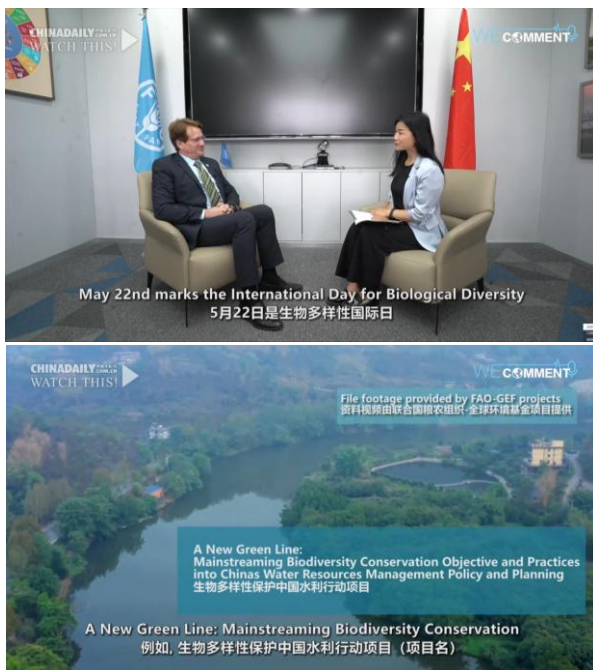 CHINADAILY
WATCH THIS!
WE COMMENT
May 22nd marks the International Day for Biological Diversity
5月22日是生物多样性国际日
CHINADAILY
WATCH THIS!
WE COMMENT
File footage provided by FAO-GEF projects
资料视频由联合国粮农组织-全球环境基金项目提供
A New Green Line:
Mainstreaming Biodiversity Conservation Objective and Practices
into Chinas Water Resources Management Policy and Planning
生物多样性保护中国水利行动项目
A New Green Line: Mainstreaming Biodiversity Conservation
例如, 生物多样性保护中国水利行动项目（项目名）